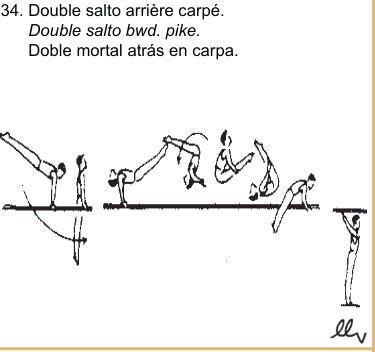 34. Double salto arrière carpé.
Double salto bwd. pike.
Doble mortal atrás en carpa.